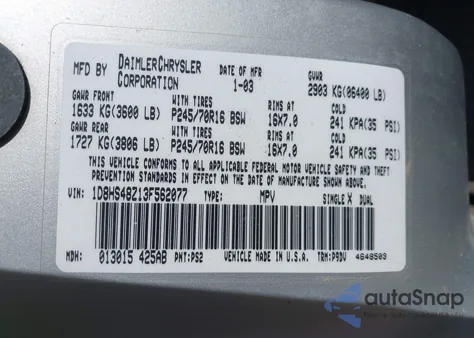 MFD BY DAIMLERCHRYSLER CORPORATION DATE OF MFR 1-03 GVWR 2903 KG(06400 LB)
GAWR FRONT WITH TIRES RIMS AT COLD
1633 KG(3600 LB) P245/70R16 BSW 16X7.0 241 KPA(35 PSI)
GAWR REAR WITH TIRES RIMS AT COLD
1727 KG(3806 LB) P245/70R16 BSW 16X7.0 241 KPA(35 PSI)
THIS VEHICLE CONFORMS TO ALL APPLICABLE FEDERAL MOTOR VEHICLE SAFETY AND THEFT
PREVENTION STANDARDS IN EFFECT ON THE DATE OF MANUFACTURE SHOWN ABOVE.
VIN: 1D8HS48Z13F562077 TYPE: MPV SINGLE X DUAL
MDH: 013015 425AB PNT:PS2 VEHICLE MADE IN U.S.A. TRM:P9DV 4648503
autoSnap